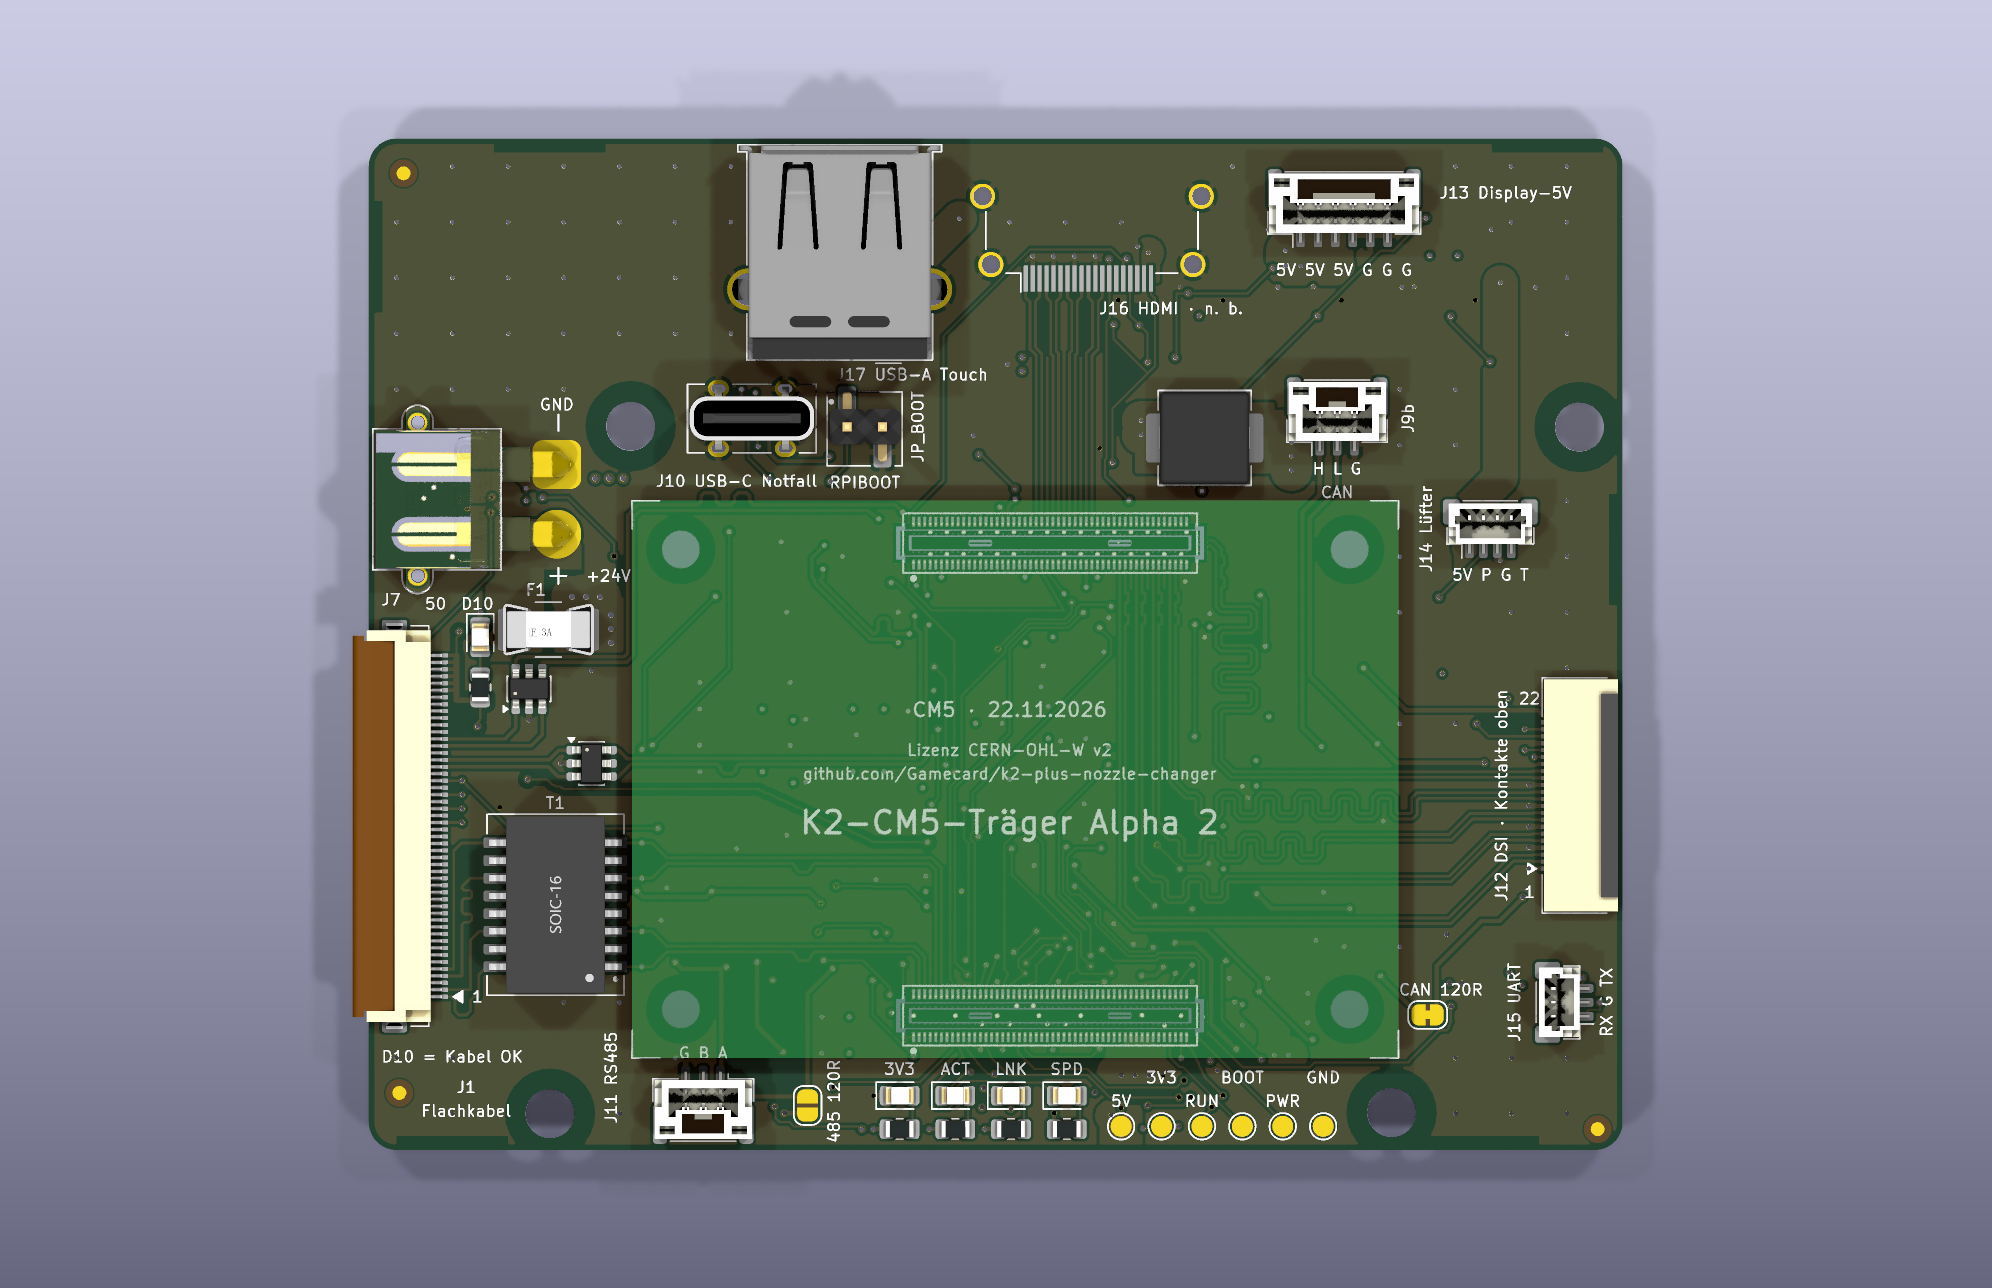 J13 Display-5V
5V 5V 5V G G G
J16 HDMI · n. b.
J17 USB-A Touch
GND
JP_BOOT
J9b
J10 USB-C Notfall
RPIBOOT
H L G
CAN
J14 Lüfter
5V P G T
+ +24V
F1
J7
50
D10
F 3A
22
J12 DSI · Kontakte oben
1
CM5 · 22.11.2026
Lizenz CERN-OHL-W v2
github.com/Gamecard/k2-plus-nozzle-changer
K2-CM5-Träger Alpha 2
T1
SOIC-16
1
CAN 120R
J15 UART
RX G TX
D10 = Kabel OK
J1
Flachkabel
J11 RS485
G B A
485 120R
3V3 ACT LNK SPD
3V3 BOOT GND
5V RUN PWR